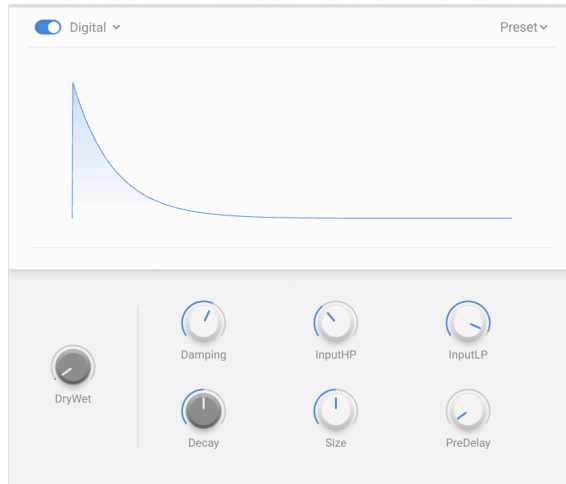 Digital Preset
Damping InputHP InputLP
DryWet
Decay Size PreDelay